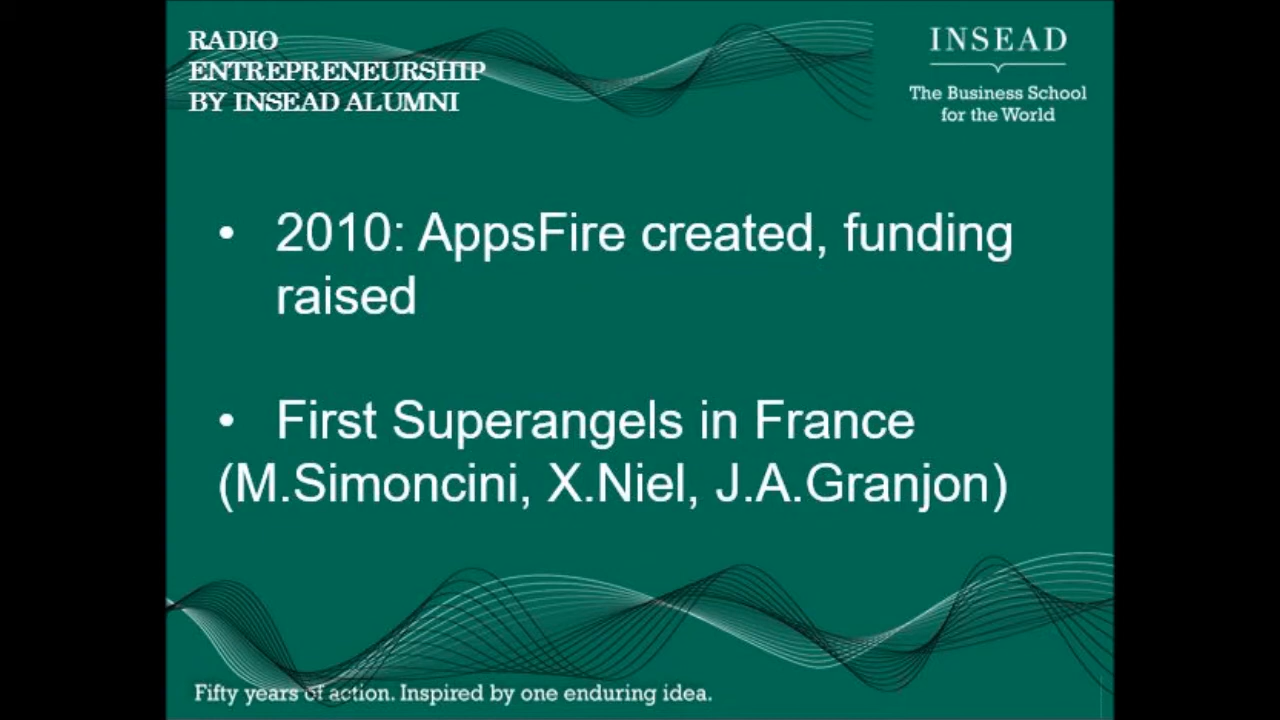 RADIO
ENTREPRENEURSHIP
BY INSEAD ALUMNI
INSEAD
The Business School
for the World
• 2010: AppsFire created, funding
raised
• First Superangels in France
(M.Simoncini, X.Niel, J.A.Granjon)
Fifty years of action. Inspired by one enduring idea.